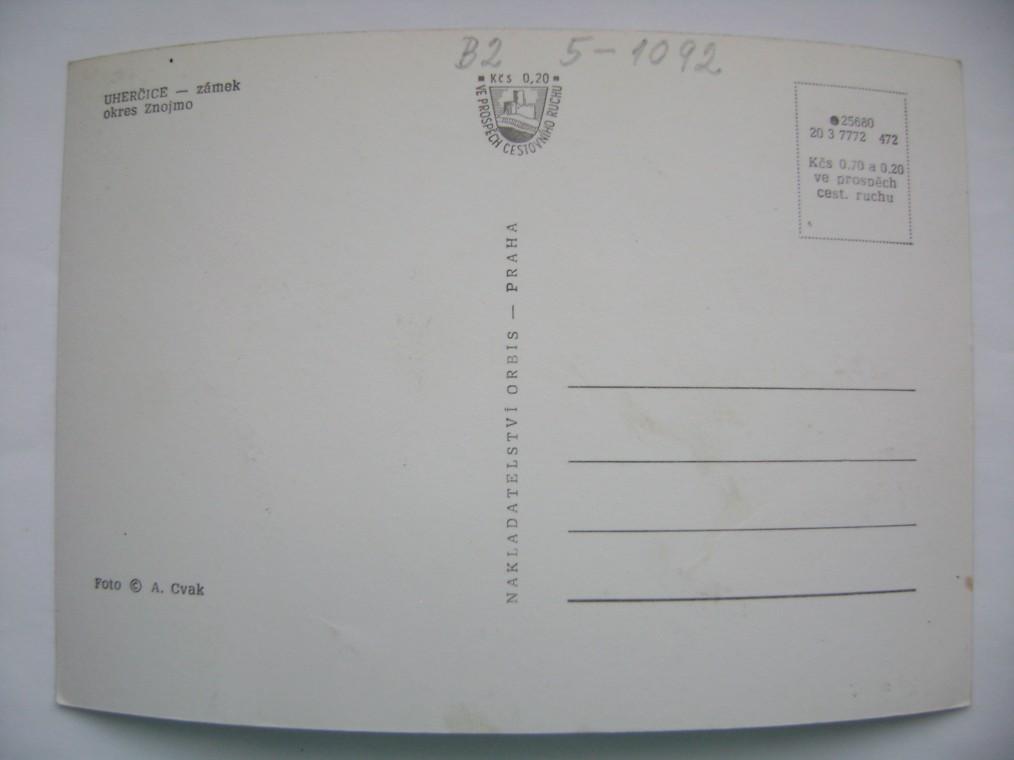 B2 5-1092
UHERČICE — zámek
okres Znojmo
Kčs 0,20
VE PROSPĚCH CESTOVNÍHO RUCHU
25680
20 3 7772 472
Kčs 0.70 a 0.20
ve prospěch
cest. ruchu
NAKLADATELSTVÍ ORBIS — PRAHA
Foto © A. Cvak